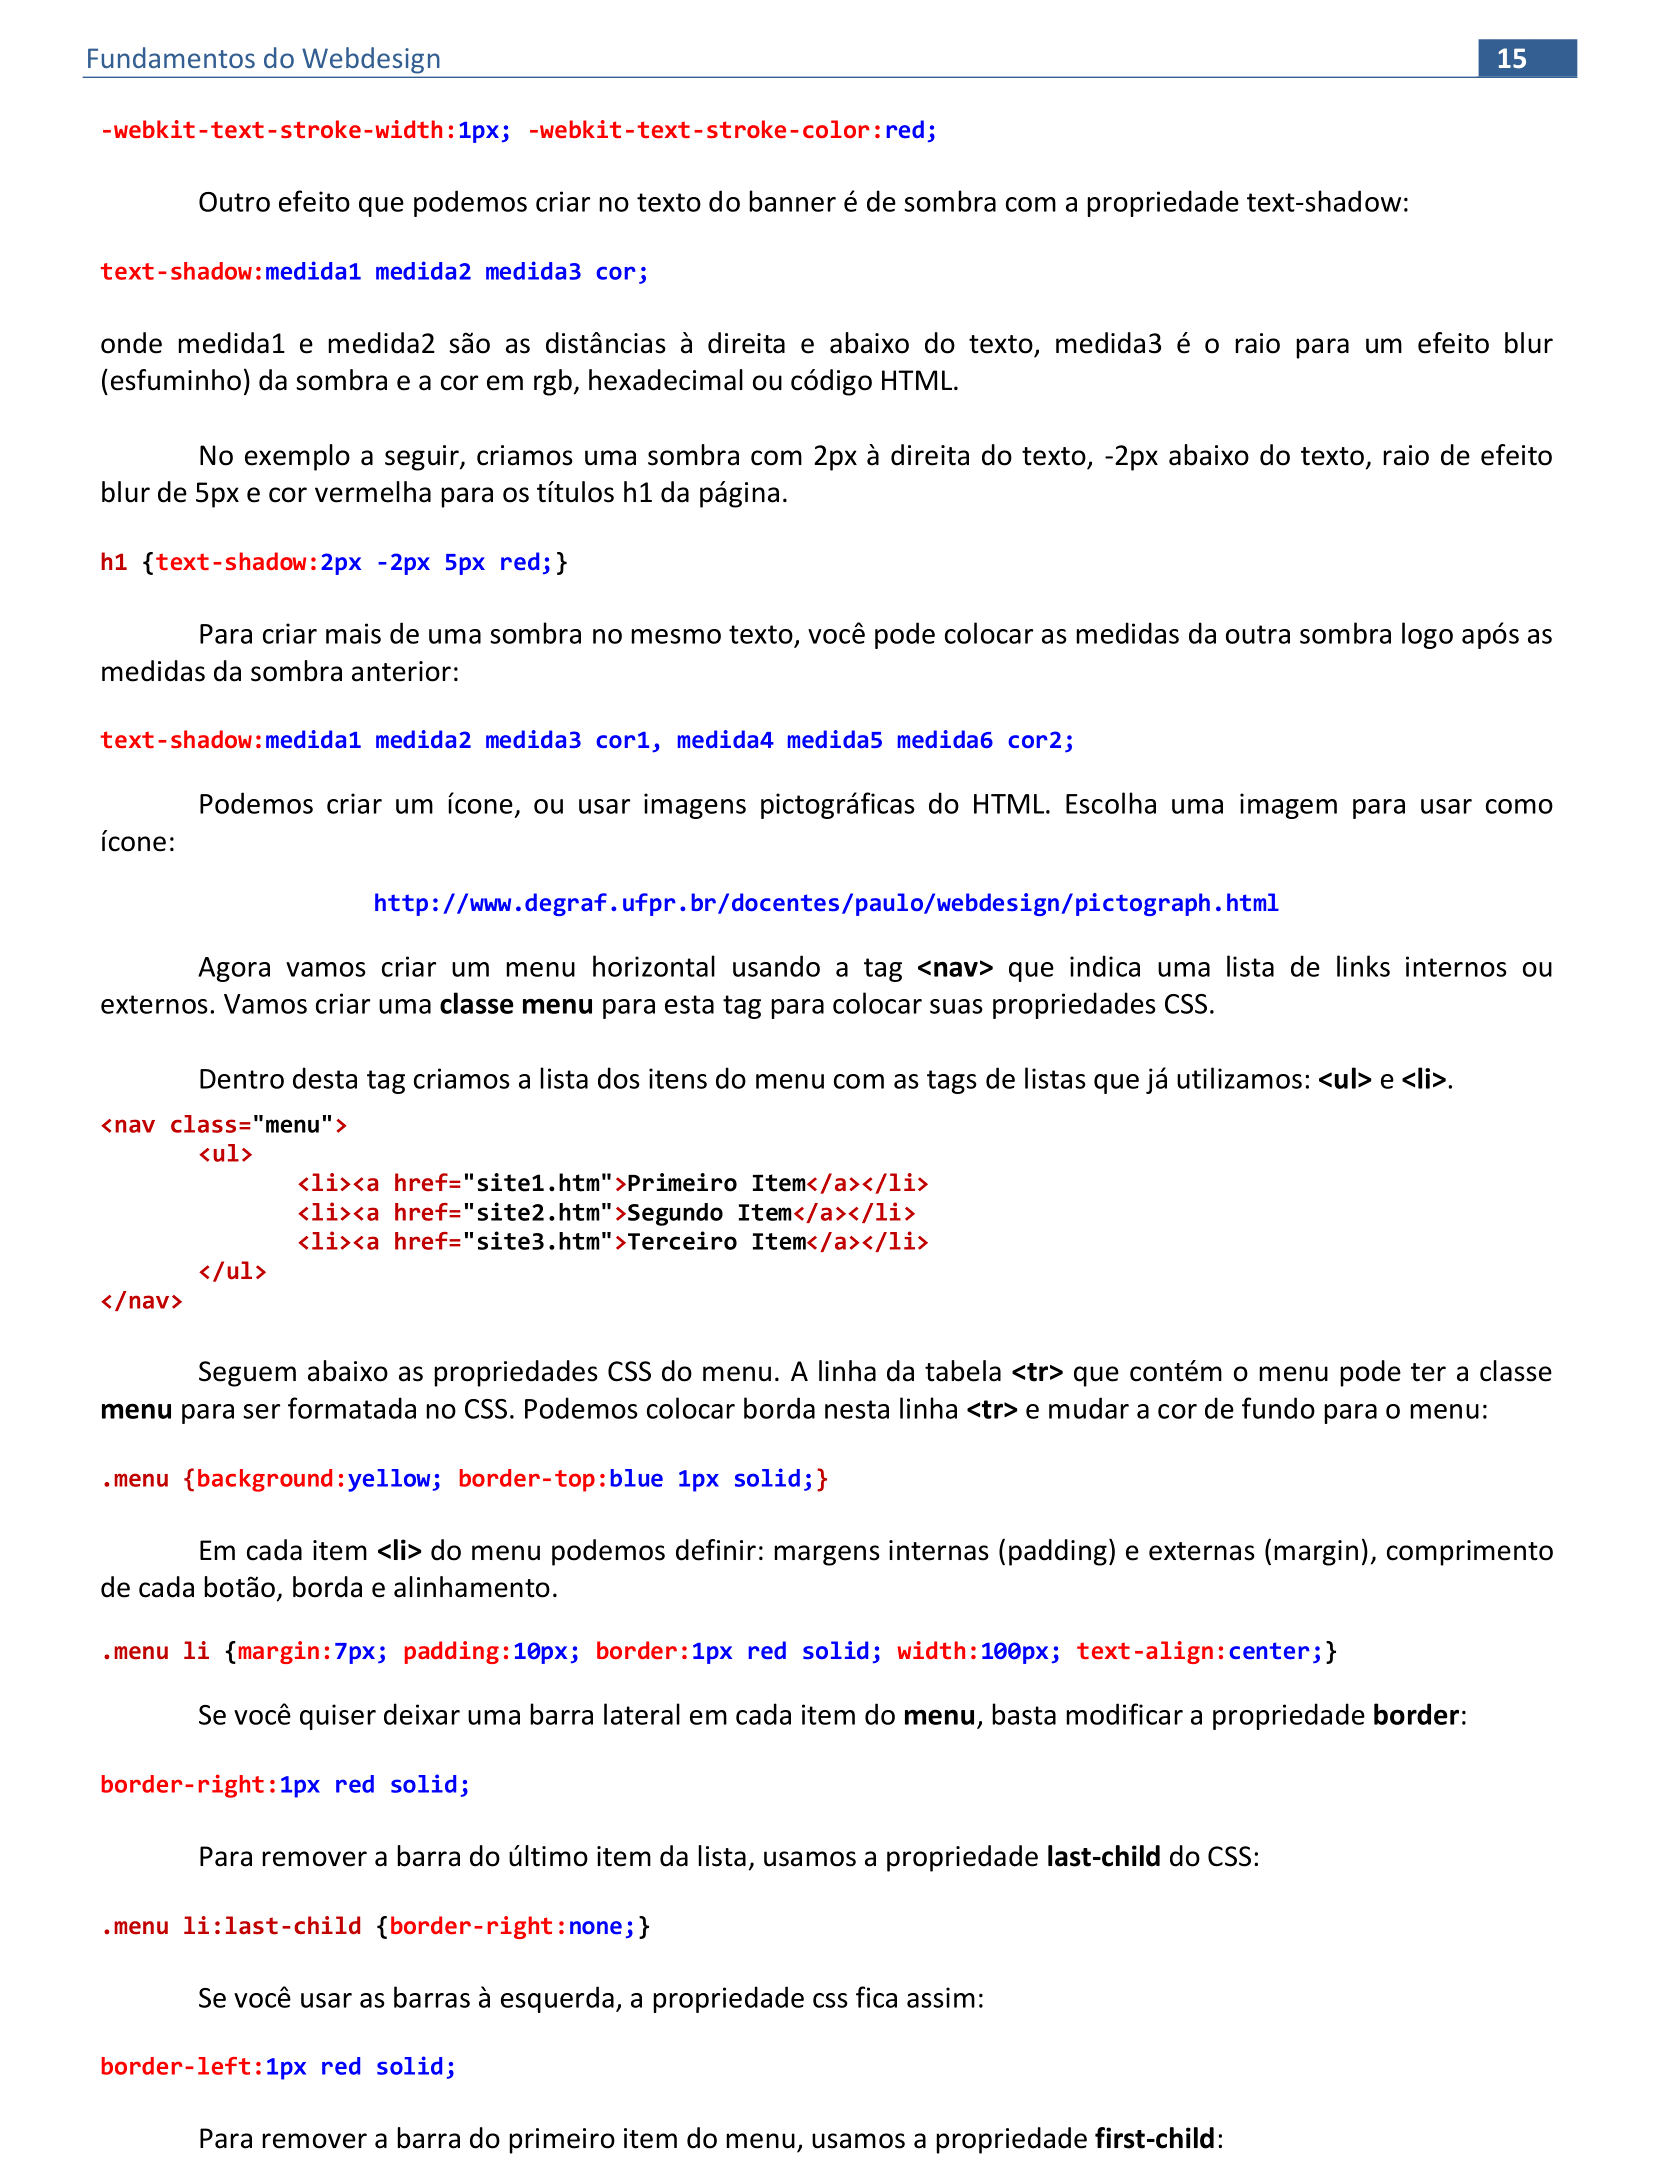 Fundamentos do Webdesign 15
-webkit-text-stroke-width:1px; -webkit-text-stroke-color:red;
Outro efeito que podemos criar no texto do banner é de sombra com a propriedade text-shadow:
text-shadow:medida1 medida2 medida3 cor;
onde medida1 e medida2 são as distâncias à direita e abaixo do texto, medida3 é o raio para um efeito blur
(esfuminho) da sombra e a cor em rgb, hexadecimal ou código HTML.
No exemplo a seguir, criamos uma sombra com 2px à direita do texto, -2px abaixo do texto, raio de efeito
blur de 5px e cor vermelha para os títulos h1 da página.
h1 {text-shadow:2px -2px 5px red;}
Para criar mais de uma sombra no mesmo texto, você pode colocar as medidas da outra sombra logo após as
medidas da sombra anterior:
text-shadow:medida1 medida2 medida3 cor1, medida4 medida5 medida6 cor2;
Podemos criar um ícone, ou usar imagens pictográficas do HTML. Escolha uma imagem para usar como
ícone:
http://www.degraf.ufpr.br/docentes/paulo/webdesign/pictograph.html
Agora vamos criar um menu horizontal usando a tag <nav> que indica uma lista de links internos ou
externos. Vamos criar uma classe menu para esta tag para colocar suas propriedades CSS.
Dentro desta tag criamos a lista dos itens do menu com as tags de listas que já utilizamos: <ul> e <li>.
<nav class="menu">
<ul>
<li><a href="site1.htm">Primeiro Item</a></li>
<li><a href="site2.htm">Segundo Item</a></li>
<li><a href="site3.htm">Terceiro Item</a></li>
</ul>
</nav>
Seguem abaixo as propriedades CSS do menu. A linha da tabela <tr> que contém o menu pode ter a classe
menu para ser formatada no CSS. Podemos colocar borda nesta linha <tr> e mudar a cor de fundo para o menu:
.menu {background:yellow; border-top:blue 1px solid;}
Em cada item <li> do menu podemos definir: margens internas (padding) e externas (margin), comprimento
de cada botão, borda e alinhamento.
.menu li {margin:7px; padding:10px; border:1px red solid; width:100px; text-align:center;}
Se você quiser deixar uma barra lateral em cada item do menu, basta modificar a propriedade border:
border-right:1px red solid;
Para remover a barra do último item da lista, usamos a propriedade last-child do CSS:
.menu li:last-child {border-right:none;}
Se você usar as barras à esquerda, a propriedade css fica assim:
border-left:1px red solid;
Para remover a barra do primeiro item do menu, usamos a propriedade first-child: